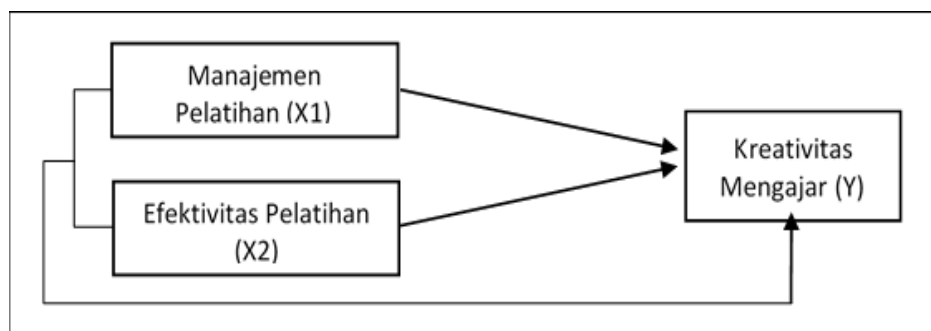 Manajemen
Pelatihan (X1)
Efektivitas Pelatihan
(X2)
Kreativitas
Mengajar (Y)